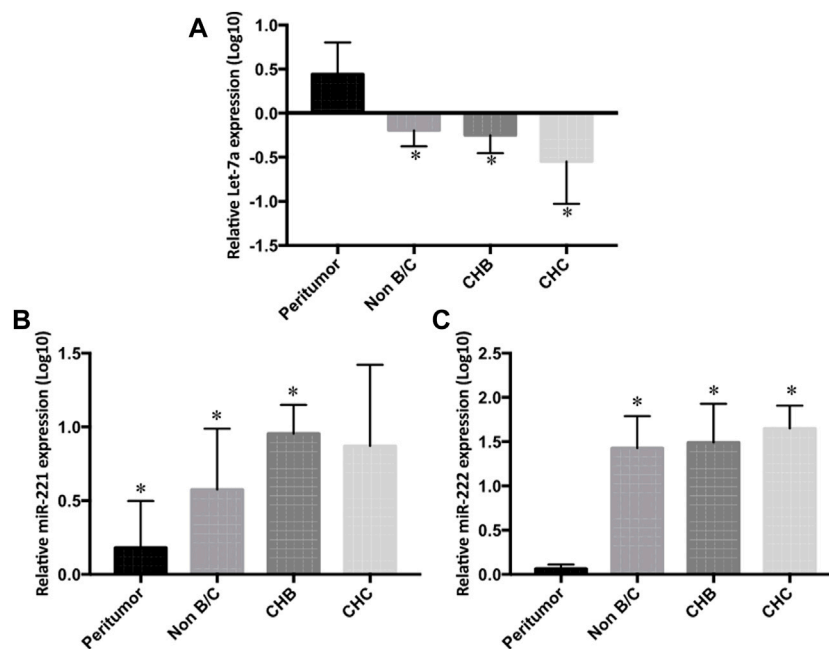 A
Relative Let-7a expression (Log10)
1.0
0.5
0.0
-0.5
-1.0
-1.5
*
*
*
Peritumor
Non B/C
CHB
CHC
B
Relative miR-221 expression (Log10)
1.5
1.0
0.5
0.0
*
*
*
Peritumor
Non B/C
CHB
CHC
C
Relative miR-222 expression (Log10)
2.5
2.0
1.5
1.0
0.5
0.0
*
*
*
Peritumor
Non B/C
CHB
CHC